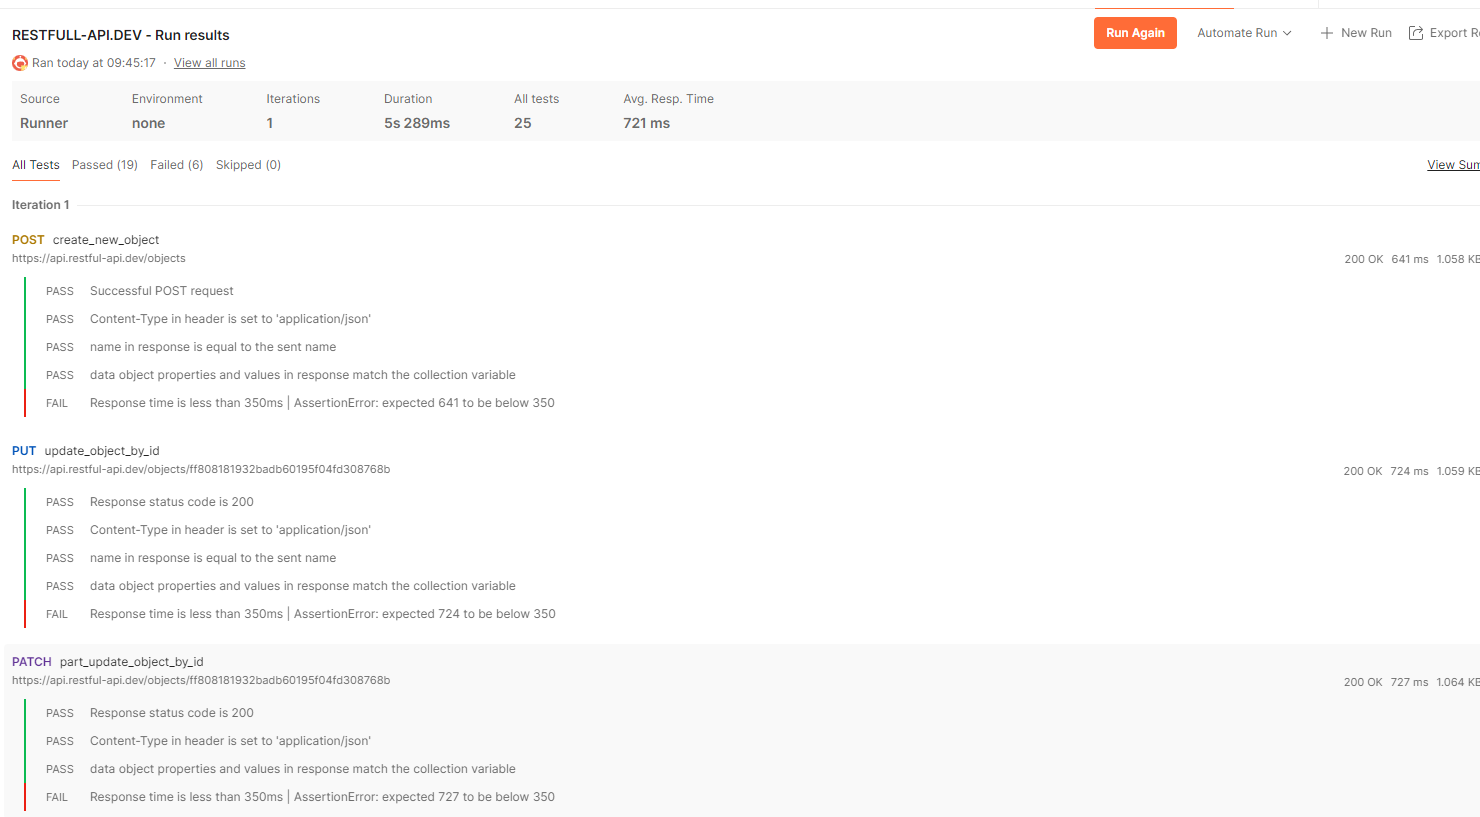 RESTFULL-API.DEV - Run results
Run Again Automate Run New Run Export
Ran today at 09:45:17 · View all runs
Source Environment Iterations Duration All tests Avg. Resp. Time
Runner none 1 5s 289ms 25 721 ms
All Tests Passed (19) Failed (6) Skipped (0) View
Iteration 1
POST create_new_object
https://api.restful-api.dev/objects 200 OK 641 ms 1.058 KB
PASS Successful POST request
PASS Content-Type in header is set to 'application/json'
PASS name in response is equal to the sent name
PASS data object properties and values in response match the collection variable
FAIL Response time is less than 350ms | AssertionError: expected 641 to be below 350
PUT update_object_by_id
https://api.restful-api.dev/objects/ff808181932badb60195f04fd308768b 200 OK 724 ms 1.059 KB
PASS Response status code is 200
PASS Content-Type in header is set to 'application/json'
PASS name in response is equal to the sent name
PASS data object properties and values in response match the collection variable
FAIL Response time is less than 350ms | AssertionError: expected 724 to be below 350
PATCH part_update_object_by_id
https://api.restful-api.dev/objects/ff808181932badb60195f04fd308768b 200 OK 727 ms 1.064 KB
PASS Response status code is 200
PASS Content-Type in header is set to 'application/json'
PASS data object properties and values in response match the collection variable
FAIL Response time is less than 350ms | AssertionError: expected 727 to be below 350